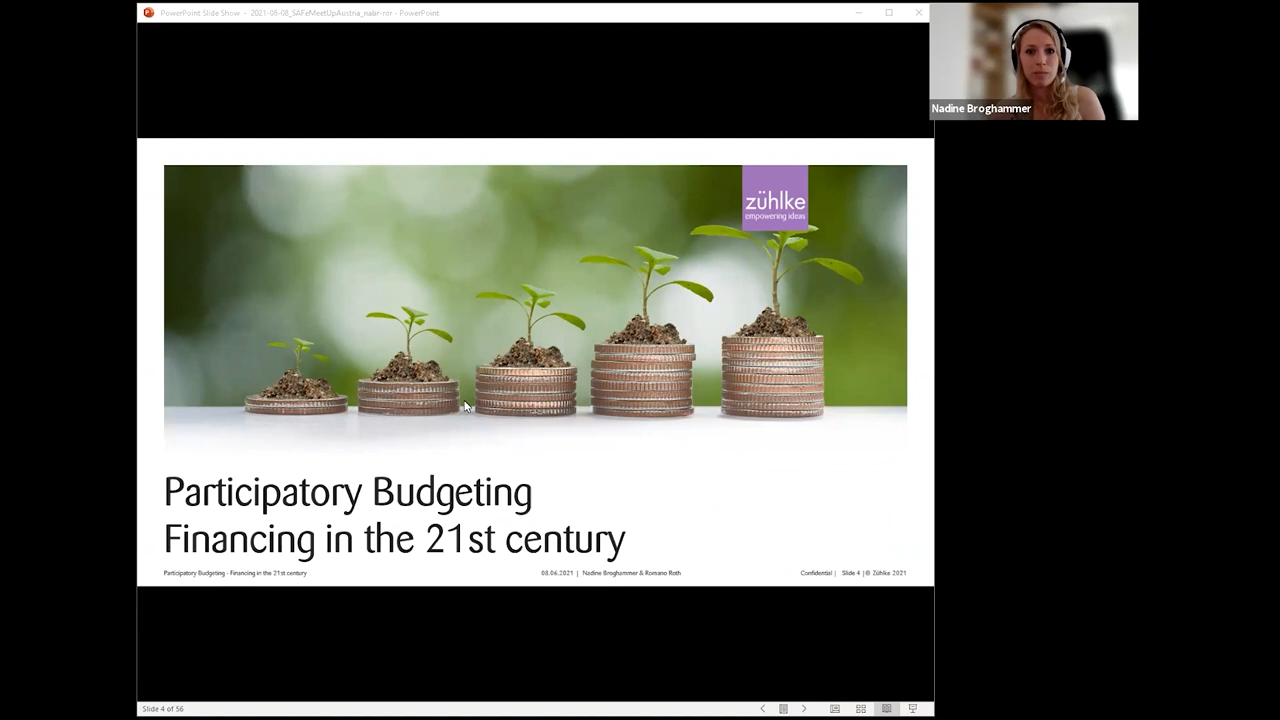 PowerPoint Slide Show - 2021-06-08_SAFeMeetUpAustria_nabr-ror - PowerPoint
Nadine Broghammer
zühlke
empowering ideas
Participatory Budgeting
Financing in the 21st century
Participatory Budgeting - Financing in the 21st century
08.06.2021 | Nadine Broghammer & Romano Roth
Confidential | Slide 4 | © Zühlke 2021
Slide 4 of 56